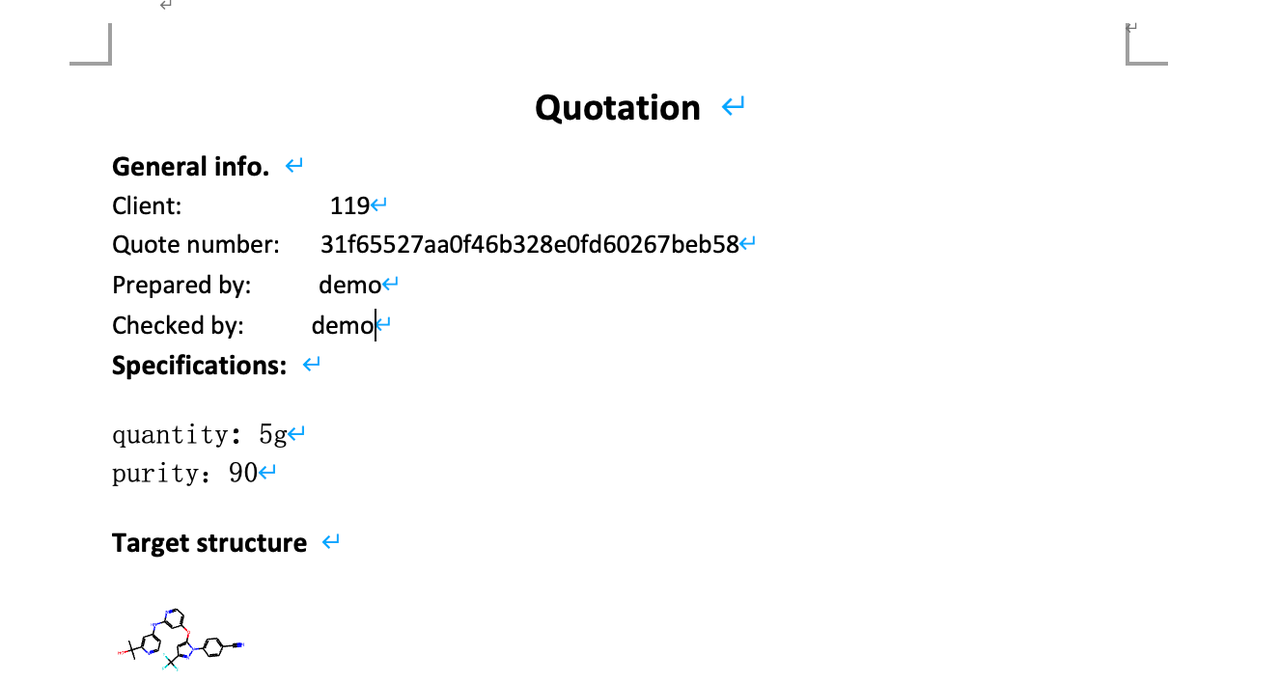 Quotation
General info.
Client: 119
Quote number: 31f65527aa0f46b328e0fd60267beb58
Prepared by: demo
Checked by: demo
Specifications:
quantity: 5g
purity: 90
Target structure